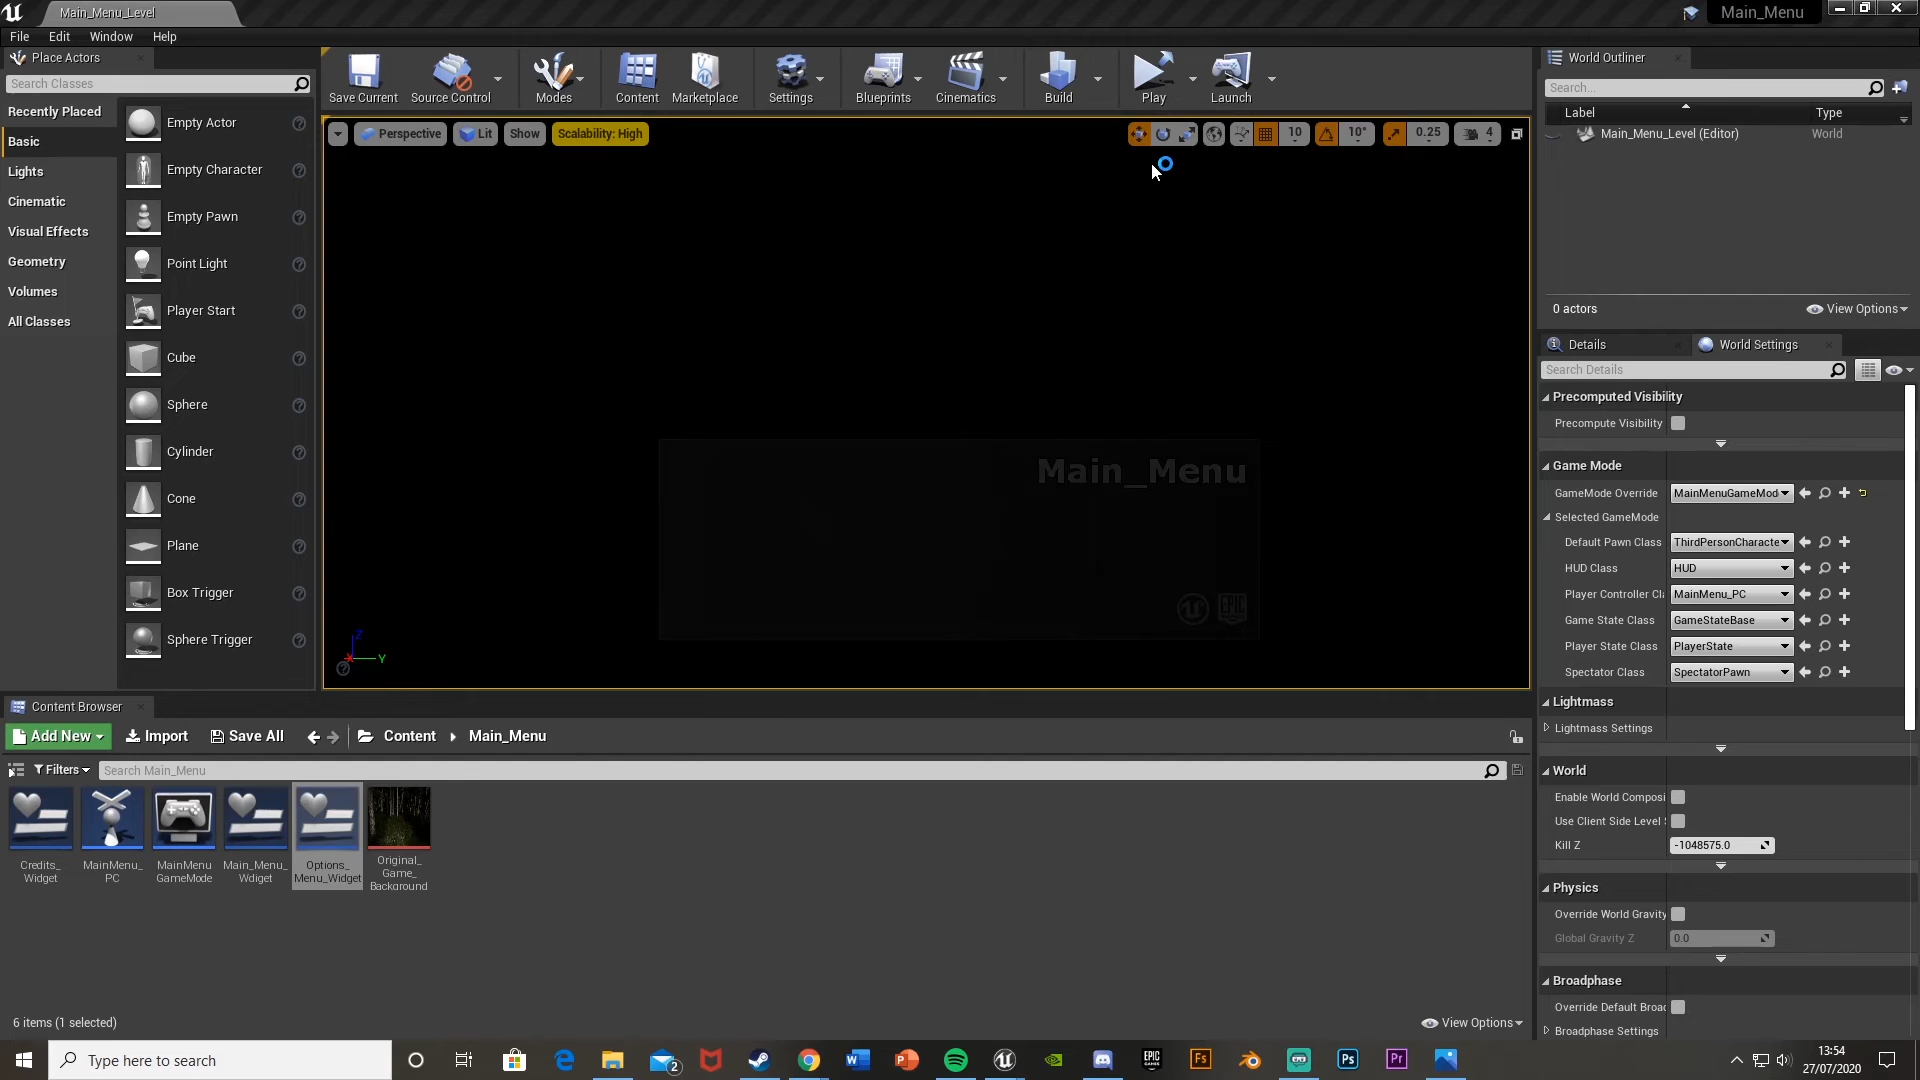 Main_Menu_Level
Main_Menu
File Edit Window Help
Place Actors
Search Classes
Recently Placed
Basic
Lights
Cinematic
Visual Effects
Geometry
Volumes
All Classes
Empty Actor
Empty Character
Empty Pawn
Point Light
Player Start
Cube
Sphere
Cylinder
Cone
Plane
Box Trigger
Sphere Trigger
Save Current
Source Control
Modes
Content
Marketplace
Settings
Blueprints
Cinematics
Build
Play
Launch
Perspective
Lit
Show
Scalability: High
10
10°
0.25
4
Main_Menu
Z
X
Y
World Outliner
Search...
Label Type
Main_Menu_Level (Editor) World
0 actors
View Options
Details
World Settings
Search Details
Precomputed Visibility
Precompute Visibility
Game Mode
GameMode Override MainMenuGameMod
Selected GameMode
Default Pawn Class ThirdPersonCharacte
HUD Class HUD
Player Controller Cl MainMenu_PC
Game State Class GameStateBase
Player State Class PlayerState
Spectator Class SpectatorPawn
Lightmass
Lightmass Settings
World
Enable World Composi
Use Client Side Level
Kill Z -1048575.0
Physics
Override World Gravity
Global Gravity Z 0.0
Broadphase
Override Default Broad
Broadphase Settings
Content Browser
Add New
Import
Save All
Content
Main_Menu
Filters
Search Main_Menu
Credits_
Widget
MainMenu_
PC
MainMenu
GameMode
Main_Menu_
Wdiget
Options_
Menu_Widget
Original_
Game_
Background
6 items (1 selected)
View Options
Type here to search
2
EPIC
GAMES
Fs
Ps
Pr
13:54
27/07/2020